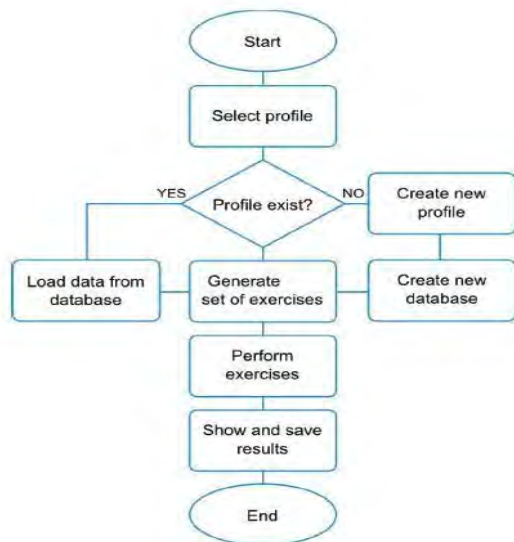 Start
Select profile
YES
Profile exist?
NO
Create new
profile
Load data from
database
Generate
set of exercises
Create new
database
Perform
exercises
Show and save
results
End